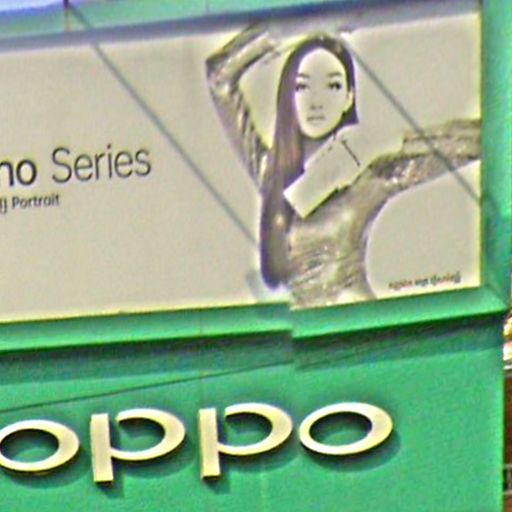 no Series
Portrait
oppo